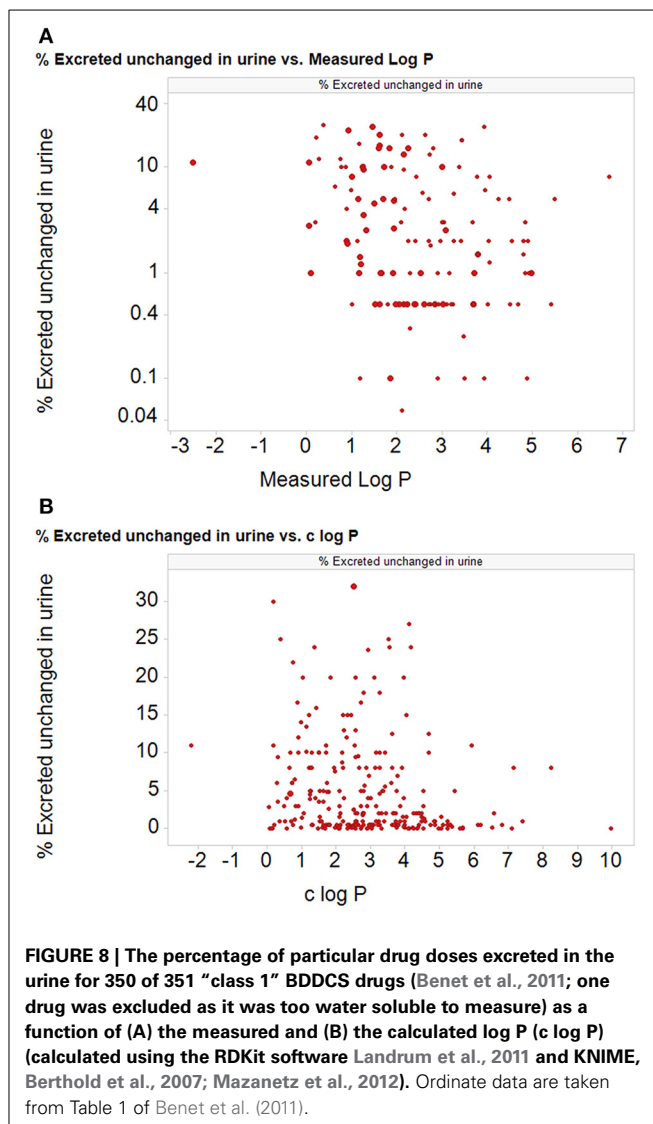 A
% Excreted unchanged in urine vs. Measured Log P
% Excreted unchanged in urine
% Excreted unchanged in urine
40
10
4
1
0.4
0.1
0.04
-3 -2 -1 0 1 2 3 4 5 6 7
Measured Log P
B
% Excreted unchanged in urine vs. c log P
% Excreted unchanged in urine
% Excreted unchanged in urine
30
25
20
15
10
5
0
-2 -1 0 1 2 3 4 5 6 7 8 9 10
c log P
FIGURE 8 | The percentage of particular drug doses excreted in the
urine for 350 of 351 “class 1” BDDCS drugs (Benet et al., 2011; one
drug was excluded as it was too water soluble to measure) as a
function of (A) the measured and (B) the calculated log P (c log P)
(calculated using the RDKit software Landrum et al., 2011 and KNIME,
Berthold et al., 2007; Mazanetz et al., 2012). Ordinate data are taken
from Table 1 of Benet et al. (2011).